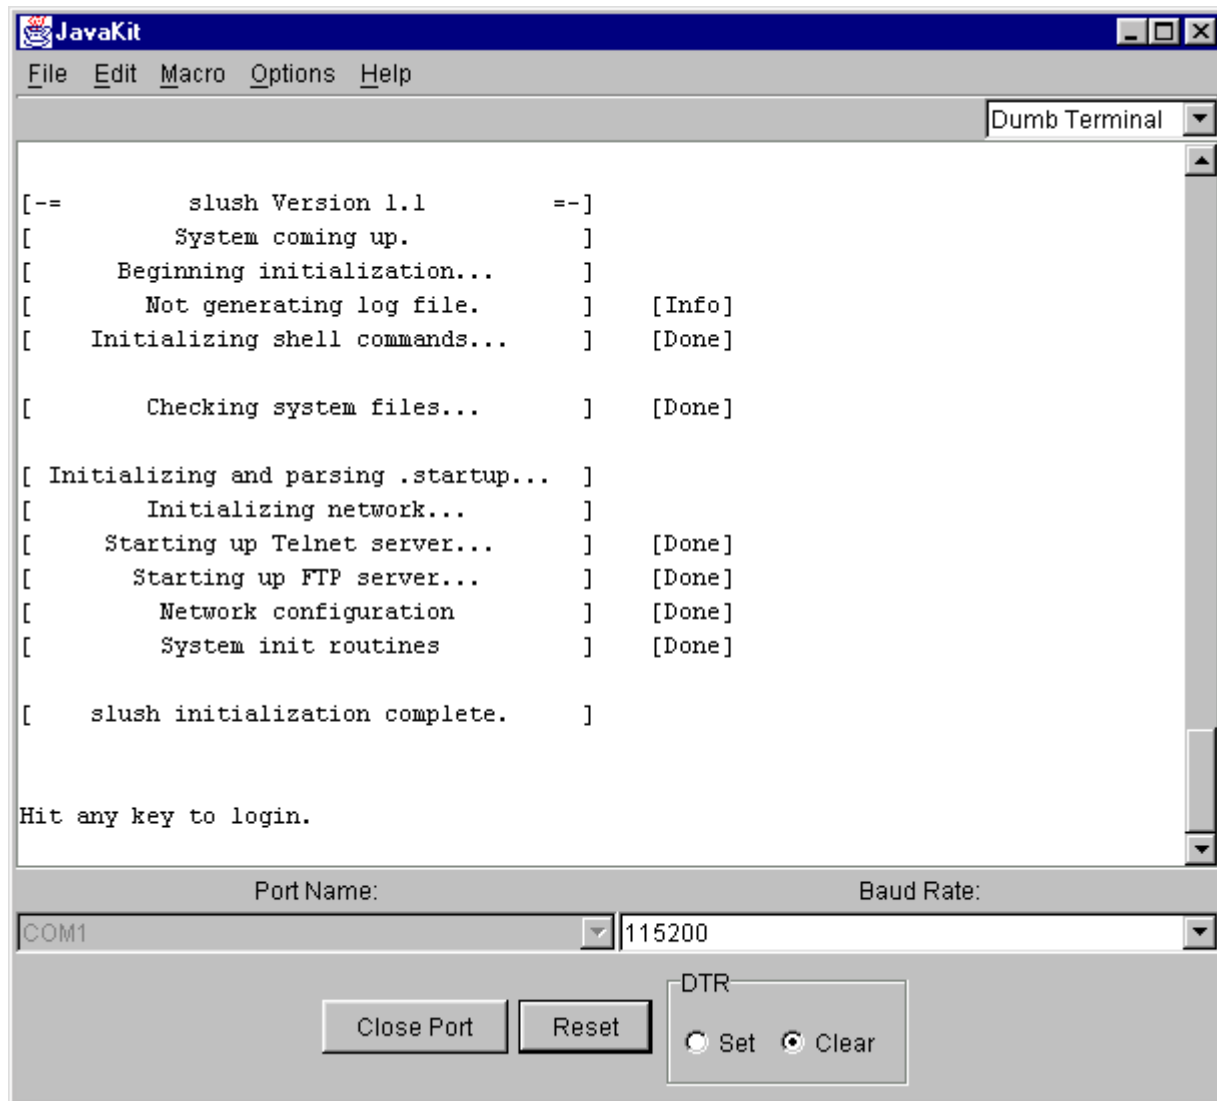 JavaKit
File Edit Macro Options Help
Dumb Terminal
[-= slush Version 1.1 =-]
[ System coming up. ]
[ Beginning initialization... ]
[ Not generating log file. ] [Info]
[ Initializing shell commands... ] [Done]
[ Checking system files... ] [Done]
[ Initializing and parsing .startup... ]
[ Initializing network... ]
[ Starting up Telnet server... ] [Done]
[ Starting up FTP server... ] [Done]
[ Network configuration ] [Done]
[ System init routines ] [Done]
[ slush initialization complete. ]
Hit any key to login.
Port Name: Baud Rate:
COM1 115200
DTR
Close Port Reset Set Clear